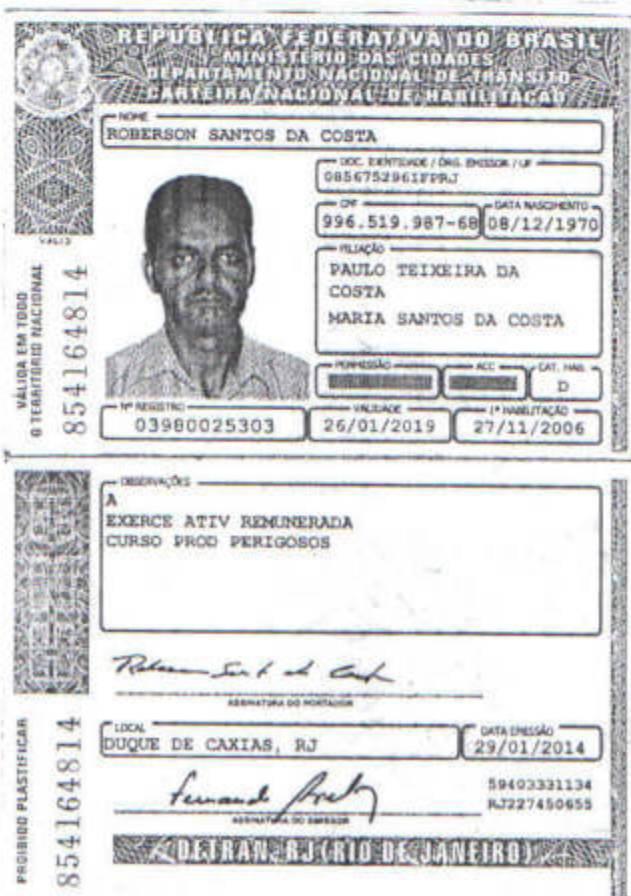 REPÚBLICA FEDERATIVA DO BRASIL
MINISTÉRIO DAS CIDADES
DEPARTAMENTO NACIONAL DE TRÂNSITO
CARTEIRA NACIONAL DE HABILITAÇÃO
NOME
ROBERSON SANTOS DA COSTA
DOC. IDENTIDADE / ÓRG. EMISSOR / UF
085675296IFPRJ
CPF
DATA NASCIMENTO
996.519.987-68
08/12/1970
FILIAÇÃO
PAULO TEIXEIRA DA
COSTA
MARIA SANTOS DA COSTA
PERMISSÃO
ACC
CAT. HAB.
D
Nº REGISTRO
VALIDADE
1ª HABILITAÇÃO
03980025303
26/01/2019
27/11/2006
VÁLIDA EM TODO
O TERRITÓRIO NACIONAL
854164814
OBSERVAÇÕES
A
EXERCE ATIV REMUNERADA
CURSO PROD PERIGOSOS
ASSINATURA DO PORTADOR
LOCAL
DATA EMISSÃO
DUQUE DE CAXIAS, RJ
29/01/2014
59403331134
RJ227450655
ASSINATURA DO EMISSOR
DETRAN, RJ (RIO DE JANEIRO)
PROIBIDO PLASTIFICAR
854164814